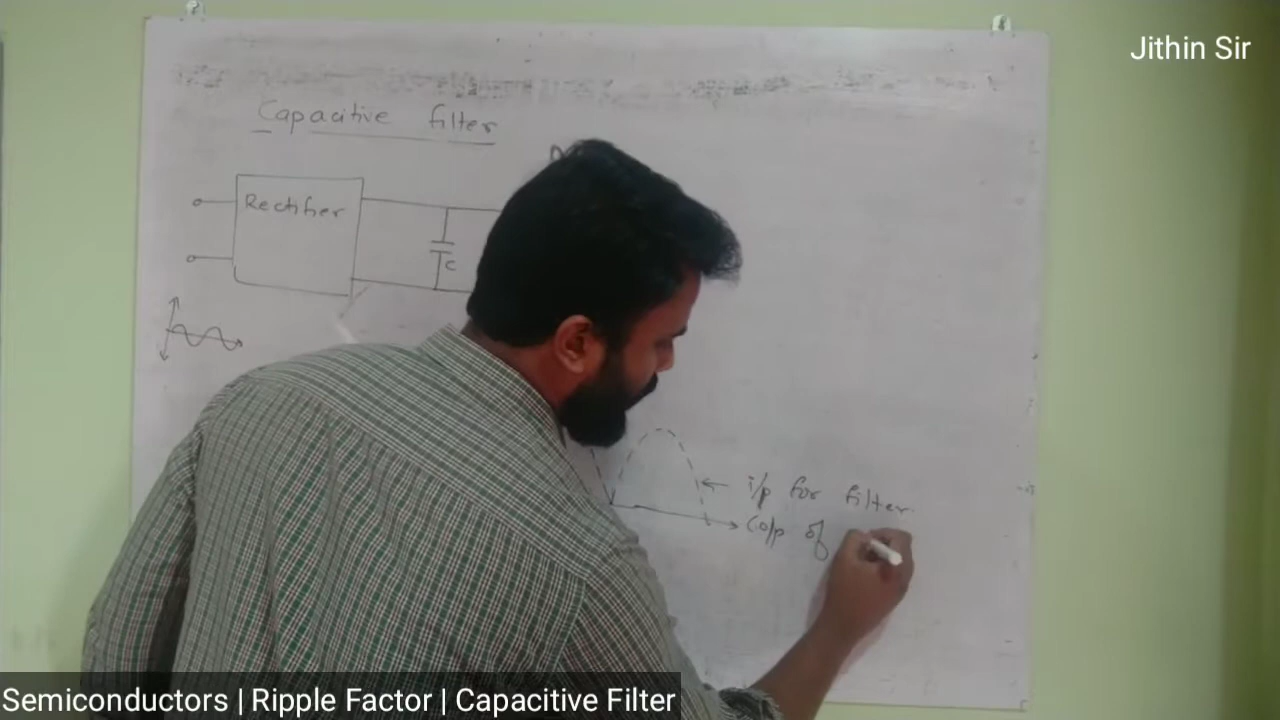 Jithin Sir
Capacitive filter
Rectifier
C
i/p for filter
(o/p of
Semiconductors | Ripple Factor | Capacitive Filter